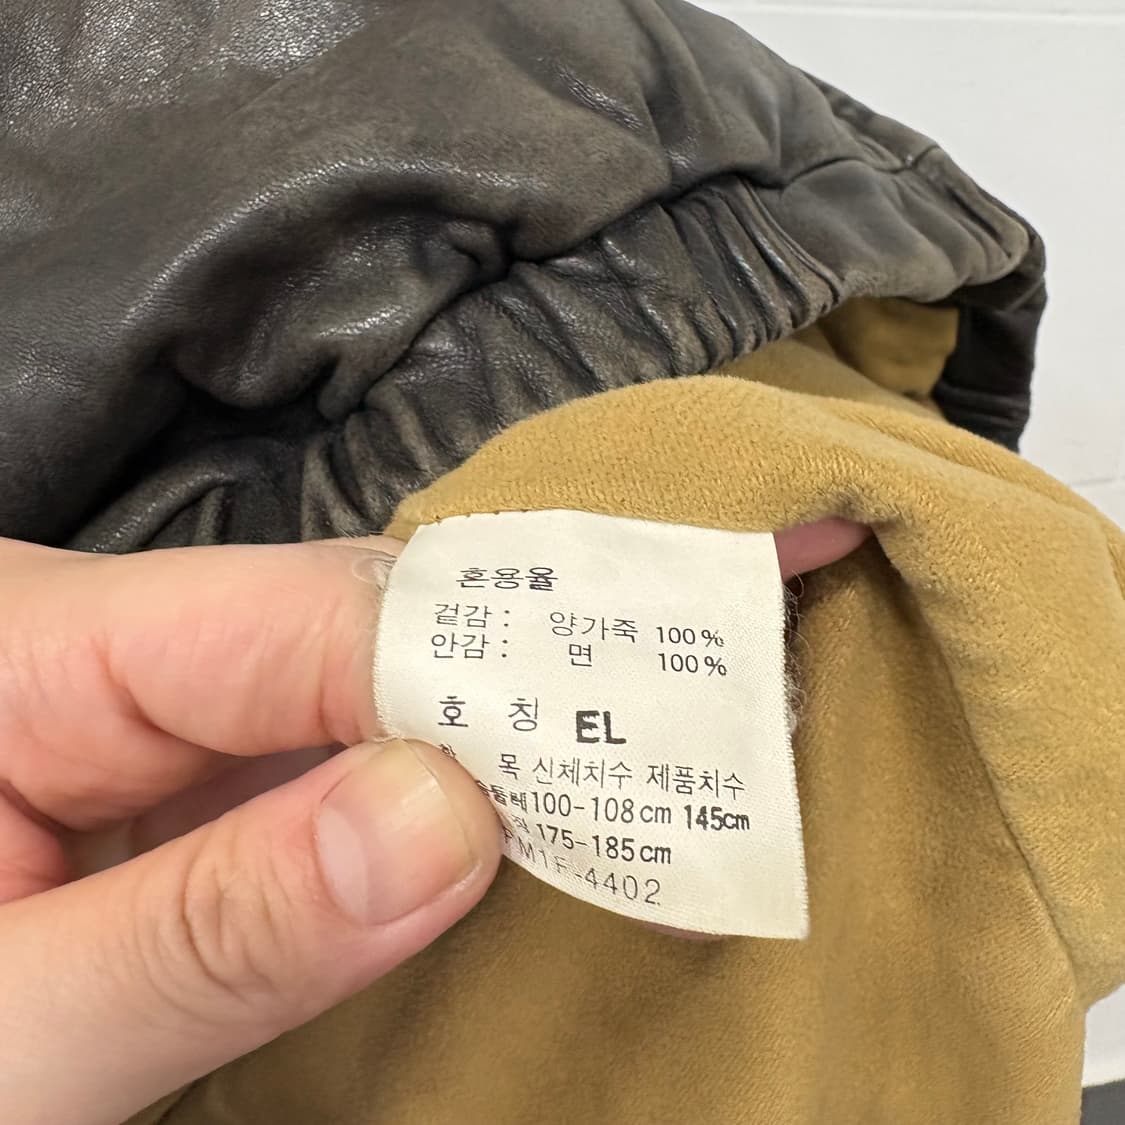 혼용율
겉감 : 양가죽 100%
안감 : 면 100%
호 칭 EL
목 신체치수 제품치수
100-108cm 145cm
175-185cm
PM1F-4402